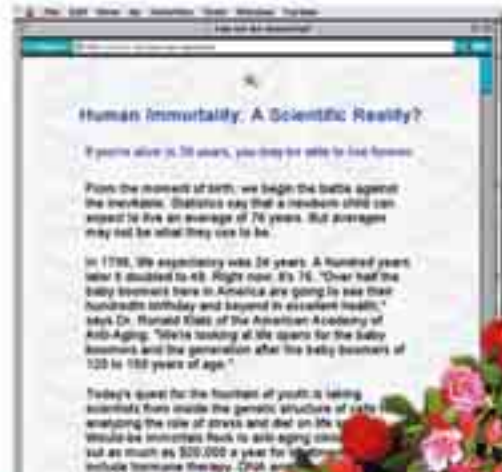 Human Immortality: A Scientific Reality?
If you're alive in 30 years, you may be able to live forever.
From the moment of birth, we begin the battle against
the inevitable. Statistics say that a newborn child can
expect to live an average of 76 years. But averages
may not be what they use to be.
In 1796, life expectancy was 24 years. A hundred years
later it doubled to 48. Right now, it's 76. "Over half the
baby boomers here in America are going to see their
hundredth birthday and beyond in excellent health,"
says Dr. Ronald Klatz of the American Academy of
Anti-Aging. "We're looking at life spans for the baby
boomers and the generation after the baby boomers of
120 to 150 years of age."
Today's quest for the fountain of youth is taking
scientists from inside the genetic structure of cells
analyzing the role of stress and diet on life
Would-be immortals flock to anti-aging
out as much as $20,000 a year for
include hormone therapy, DNA